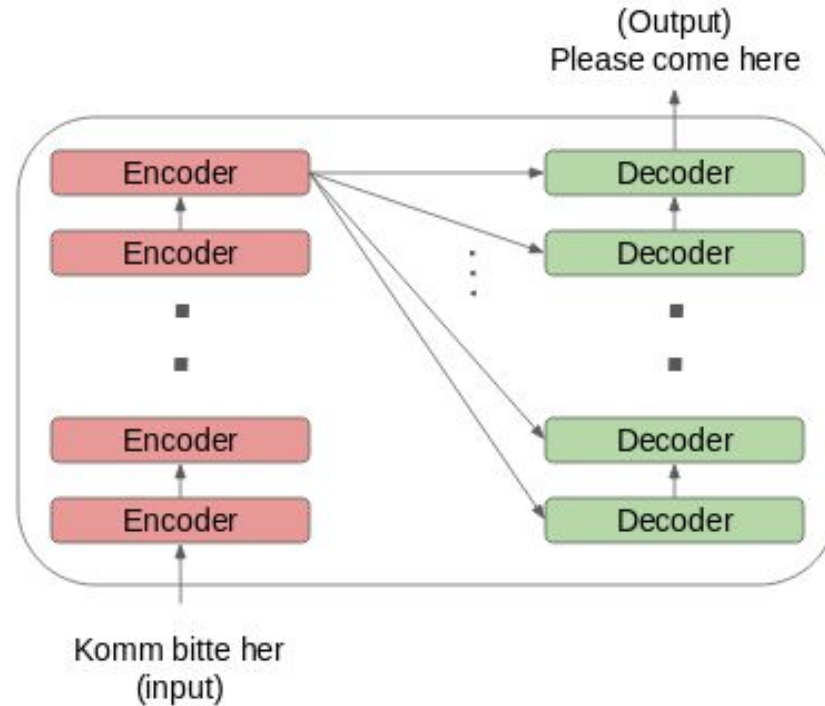 (Output)
Please come here
Encoder
Decoder
Encoder
Decoder
Encoder
Decoder
Encoder
Decoder
Komm bitte her
(input)